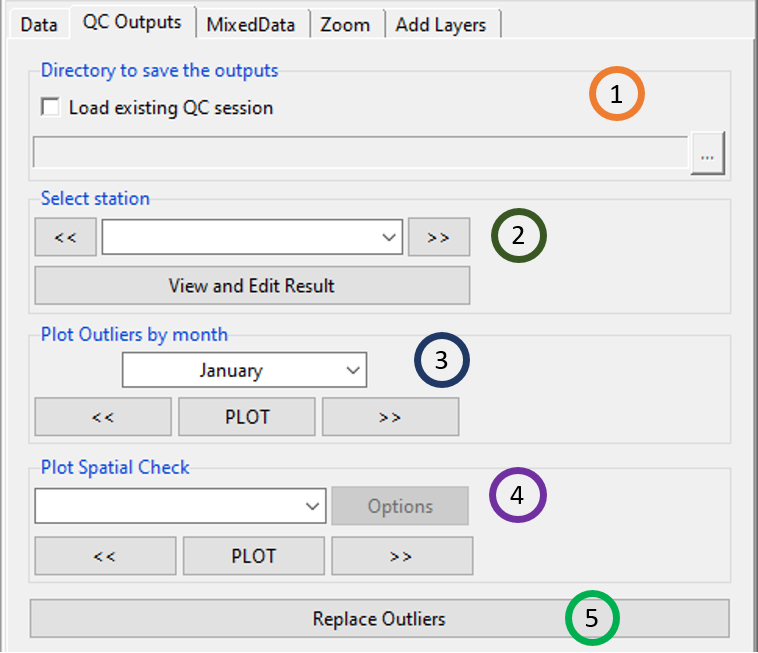 Data QC Outputs MixedData Zoom Add Layers
Directory to save the outputs
1
Load existing QC session
...
Select station
<< >> 2
View and Edit Result
Plot Outliers by month
January 3
<< PLOT >>
Plot Spatial Check
Options 4
<< PLOT >>
Replace Outliers 5